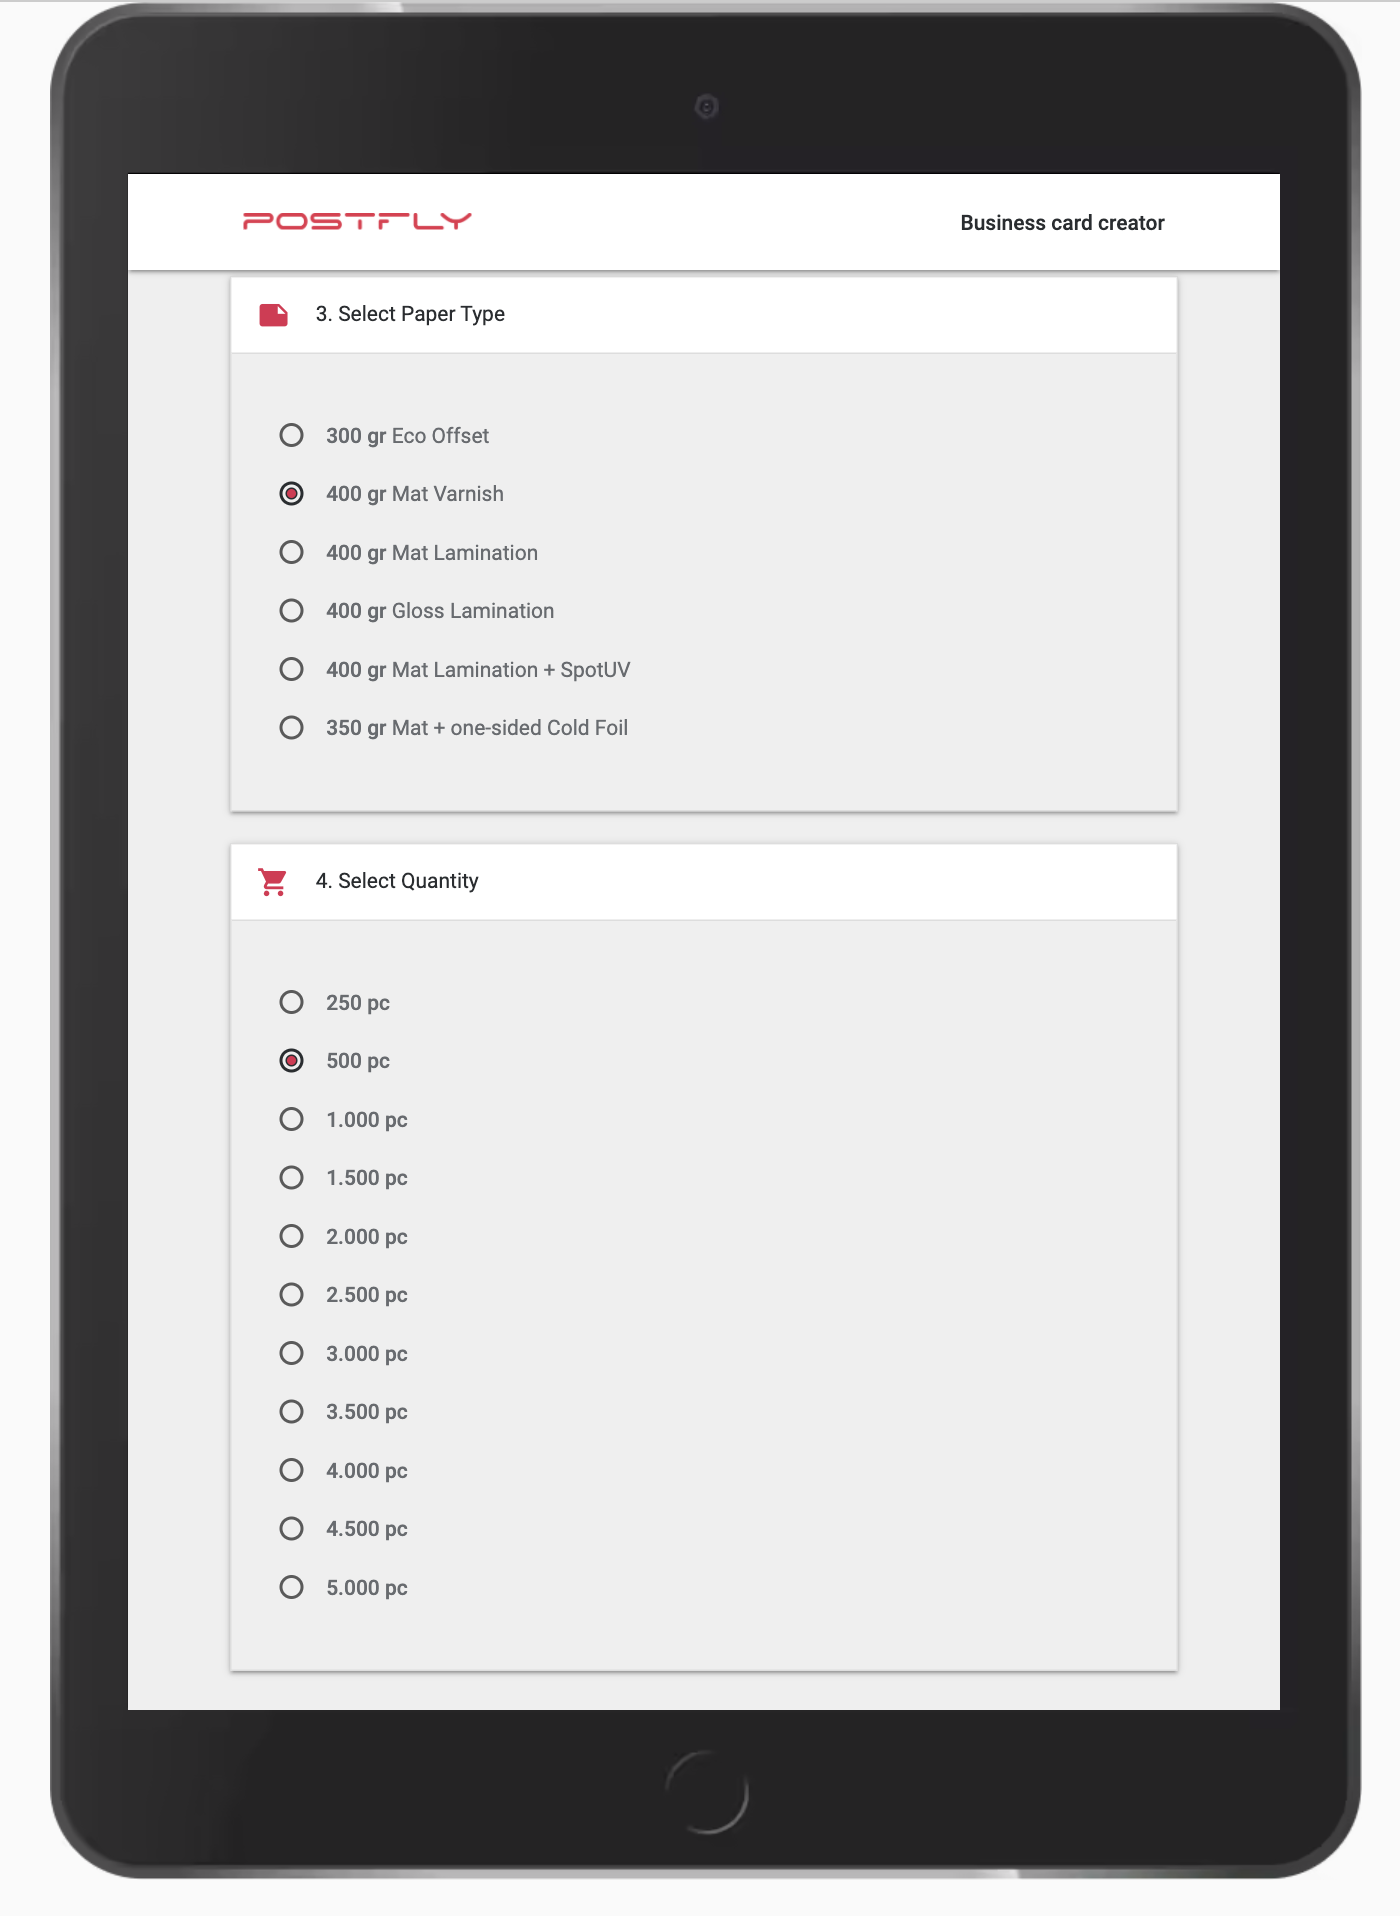 POSTFLY
Business card creator
3. Select Paper Type
300 gr Eco Offset
400 gr Mat Varnish
400 gr Mat Lamination
400 gr Gloss Lamination
400 gr Mat Lamination + SpotUV
350 gr Mat + one-sided Cold Foil
4. Select Quantity
250 pc
500 pc
1.000 pc
1.500 pc
2.000 pc
2.500 pc
3.000 pc
3.500 pc
4.000 pc
4.500 pc
5.000 pc